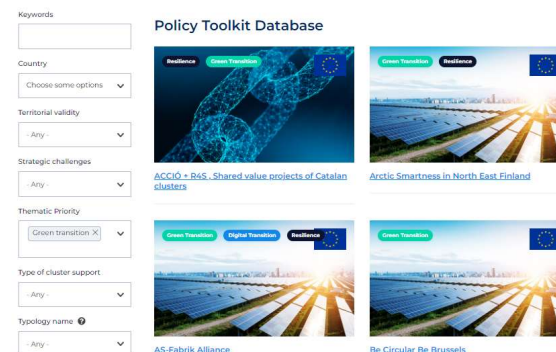 Keywords
Country
Choose some options
Territorial validity
- Any -
Strategic challenges
- Any -
Thematic Priority
Green transition ×
Type of cluster support
- Any -
Typology name ?
- Any -
Policy Toolkit Database
Resilience
Green Transition
Green Transition
Resilience
ACCIÓ + R4S , Shared value projects of Catalan
clusters
Arctic Smartness in North East Finland
Green Transition
Digital Transition
Resilience
Green Transition
AS-Fabrik Alliance
Be Circular Be Brussels